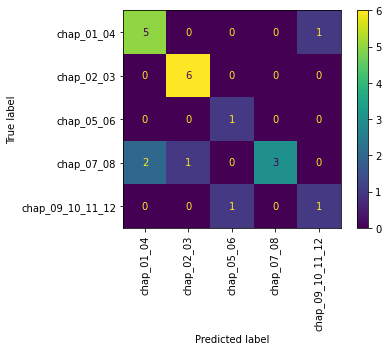 True label
chap_01_04 5 0 0 0 1
chap_02_03 0 6 0 0 0
chap_05_06 0 0 1 0 0
chap_07_08 2 1 0 3 0
chap_09_10_11_12 0 0 1 0 1
chap_01_04
chap_02_03
chap_05_06
chap_07_08
chap_09_10_11_12
Predicted label
6
5
4
3
2
1
0